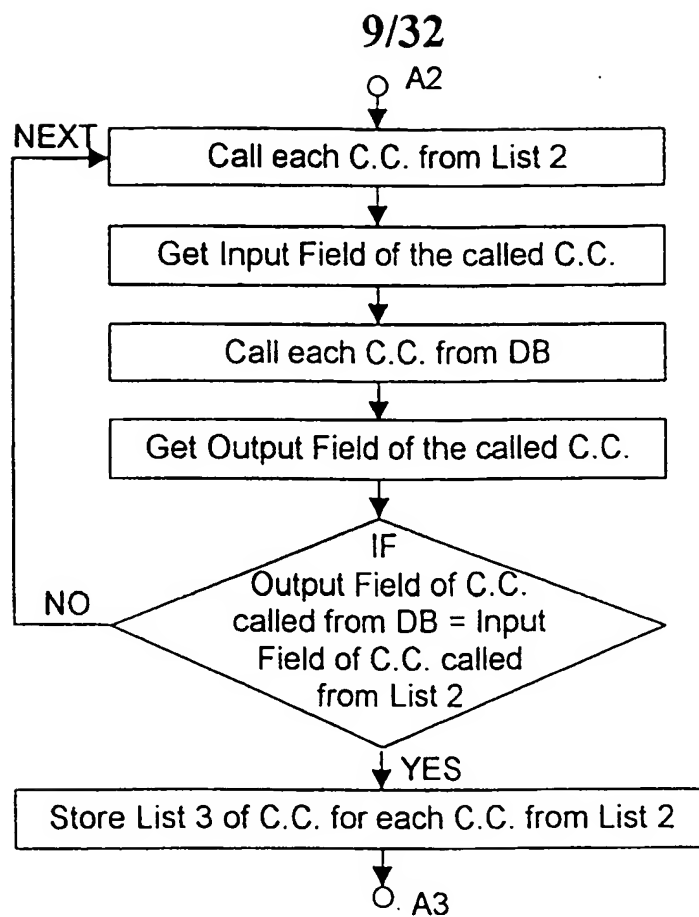 9/32
A2
NEXT
Call each C.C. from List 2
Get Input Field of the called C.C.
Call each C.C. from DB
Get Output Field of the called C.C.
IF
Output Field of C.C.
called from DB = Input
Field of C.C. called
from List 2
NO
YES
Store List 3 of C.C. for each C.C. from List 2
A3